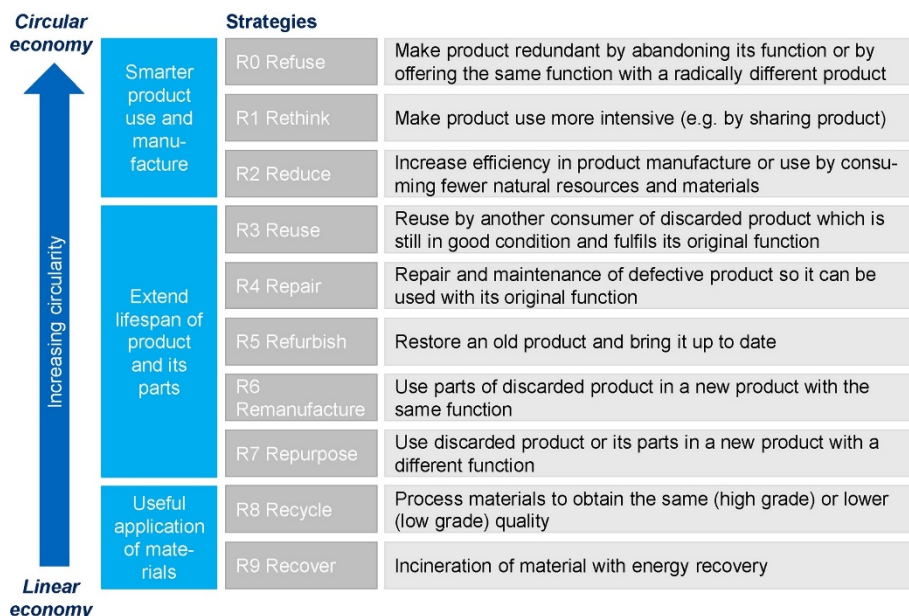 Circular
economy
Strategies
Smarter
product
use and
manu-
facture
R0 Refuse
Make product redundant by abandoning its function or by
offering the same function with a radically different product
R1 Rethink
Make product use more intensive (e.g. by sharing product)
R2 Reduce
Increase efficiency in product manufacture or use by consu-
ming fewer natural resources and materials
Increasing circularity
Extend
lifespan of
product
and its
parts
R3 Reuse
Reuse by another consumer of discarded product which is
still in good condition and fulfils its original function
R4 Repair
Repair and maintenance of defective product so it can be
used with its original function
R5 Refurbish
Restore an old product and bring it up to date
R6
Remanufacture
Use parts of discarded product in a new product with the
same function
R7 Repurpose
Use discarded product or its parts in a new product with a
different function
Useful
application
of mate-
rials
R8 Recycle
Process materials to obtain the same (high grade) or lower
(low grade) quality
R9 Recover
Incineration of material with energy recovery
Linear
economy